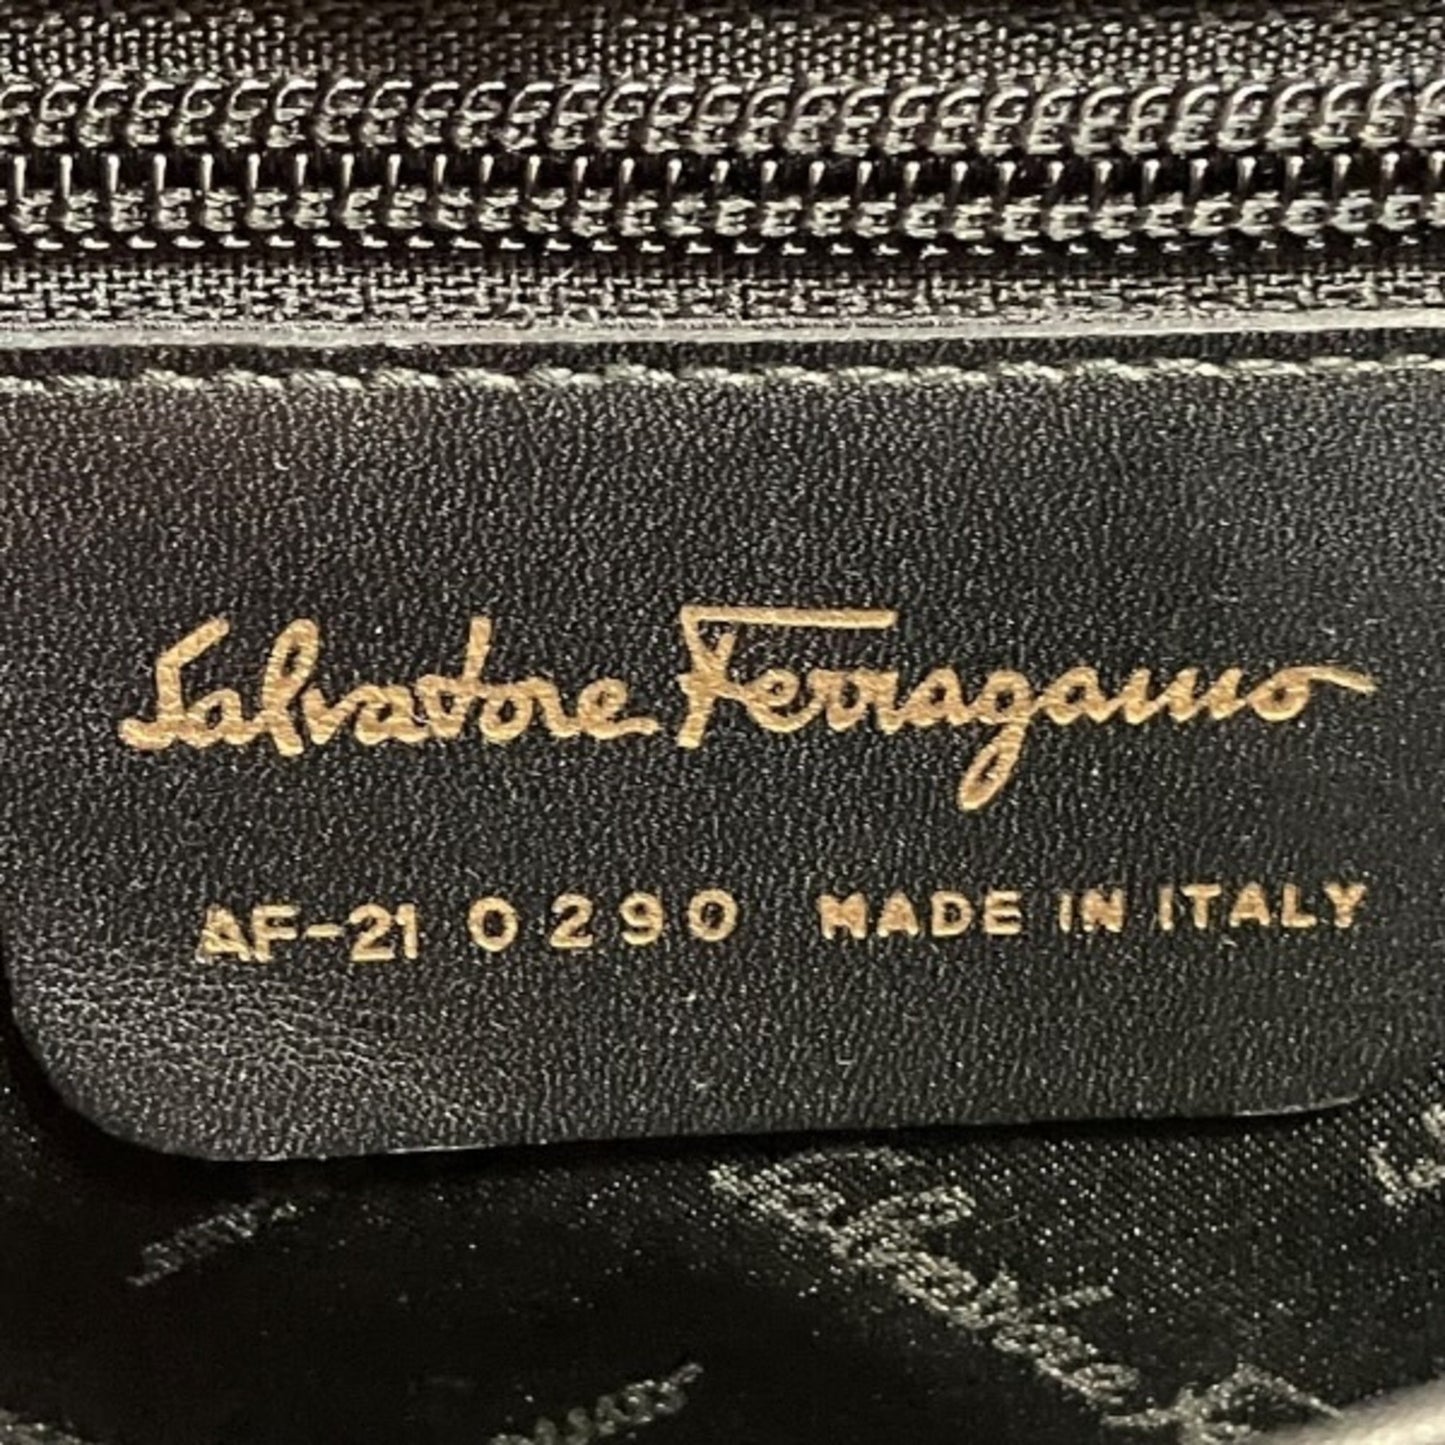 Salvatore Ferragamo
AF-21 0290 MADE IN ITALY